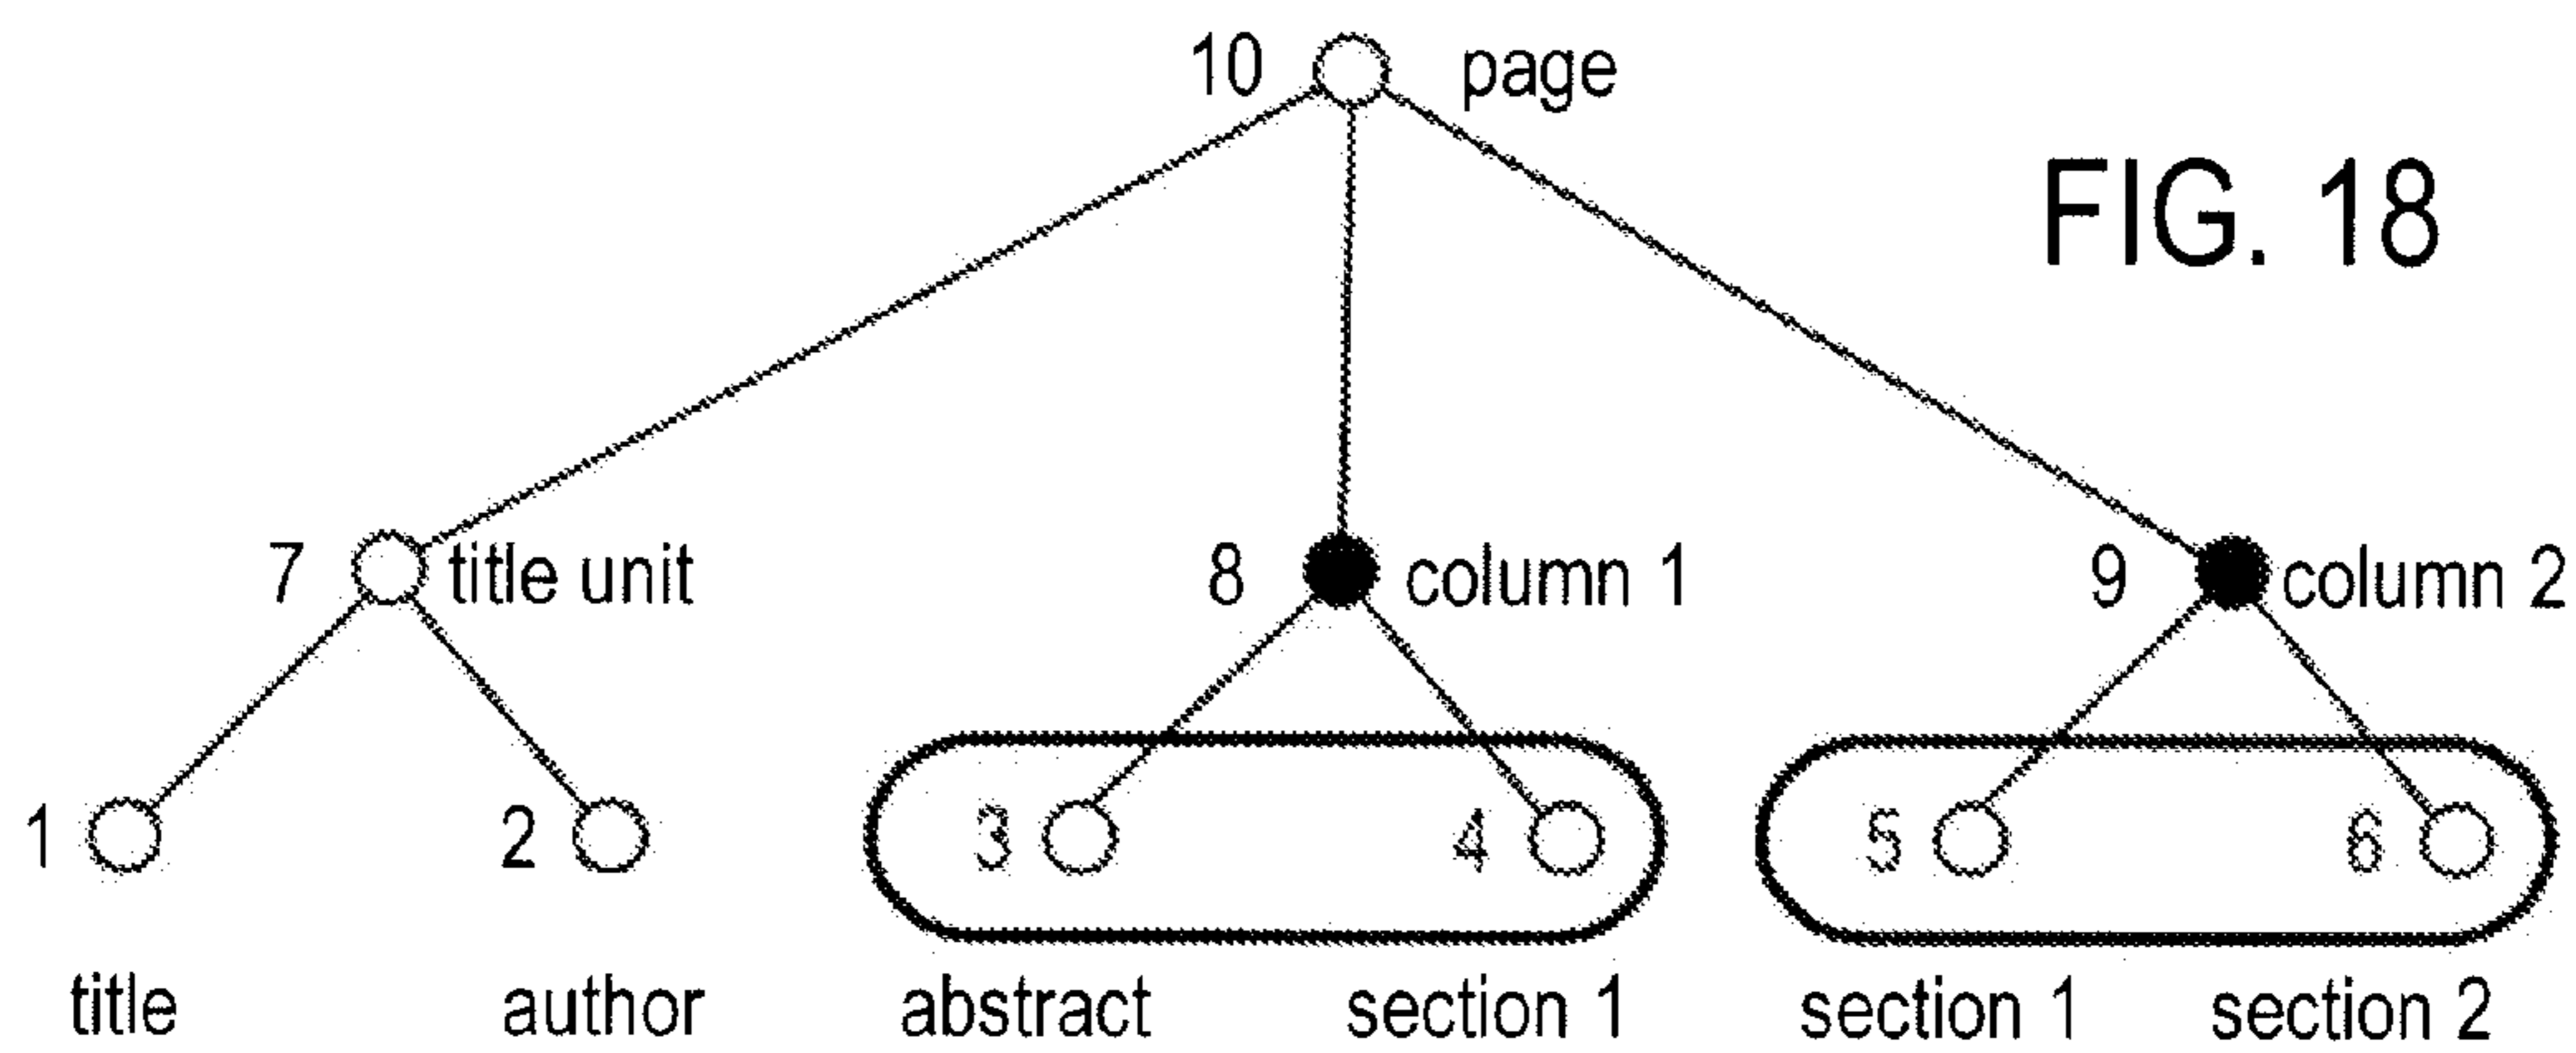 10 page
FIG. 18
7 title unit
8 column 1
9 column 2
1
2
3
4
5
6
title
author
abstract
section 1
section 1
section 2